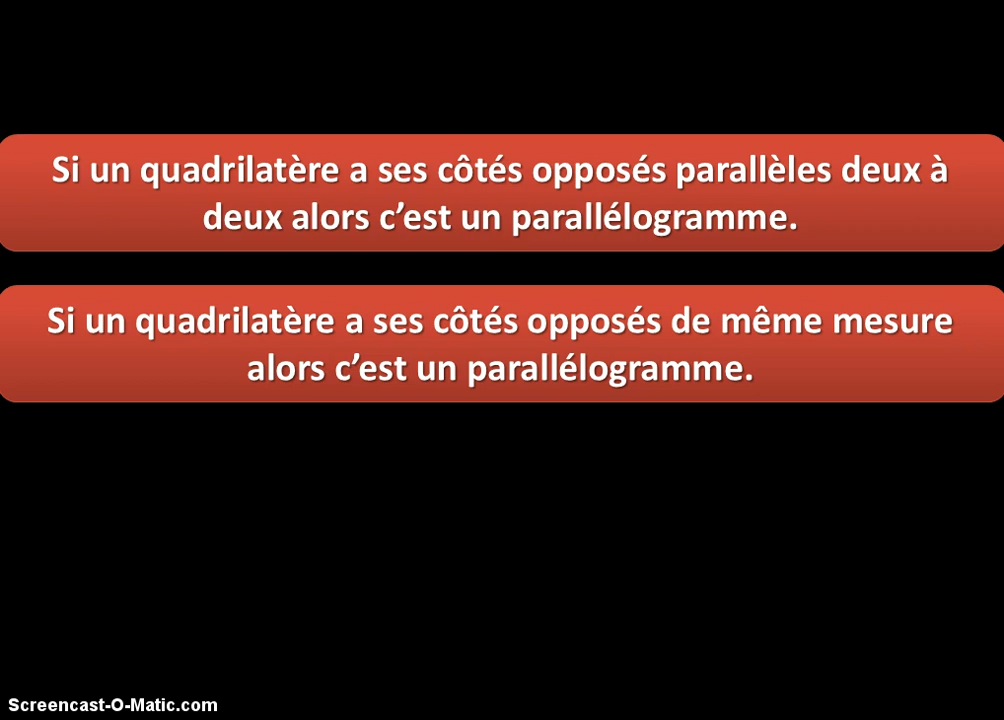 Si un quadrilatère a ses côtés opposés parallèles deux à
deux alors c’est un parallélogramme.
Si un quadrilatère a ses côtés opposés de même mesure
alors c’est un parallélogramme.
Screencast-O-Matic.com